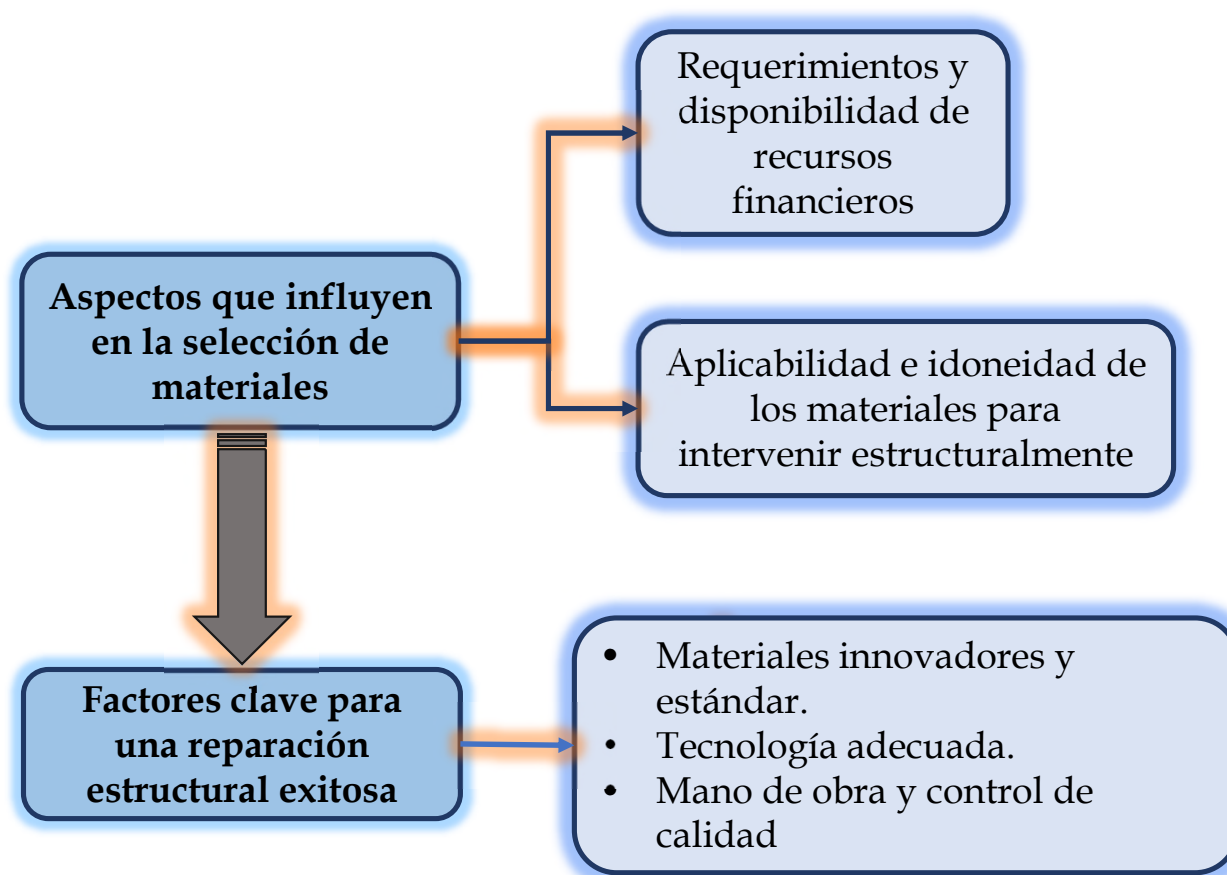 Requerimientos y
disponibilidad de
recursos
financieros
Aspectos que influyen
en la selección de
materiales
Aplicabilidad e idoneidad de
los materiales para
intervenir estructuralmente
Factores clave para
una reparación
estructural exitosa
• Materiales innovadores y
estándar.
• Tecnología adecuada.
• Mano de obra y control de
calidad